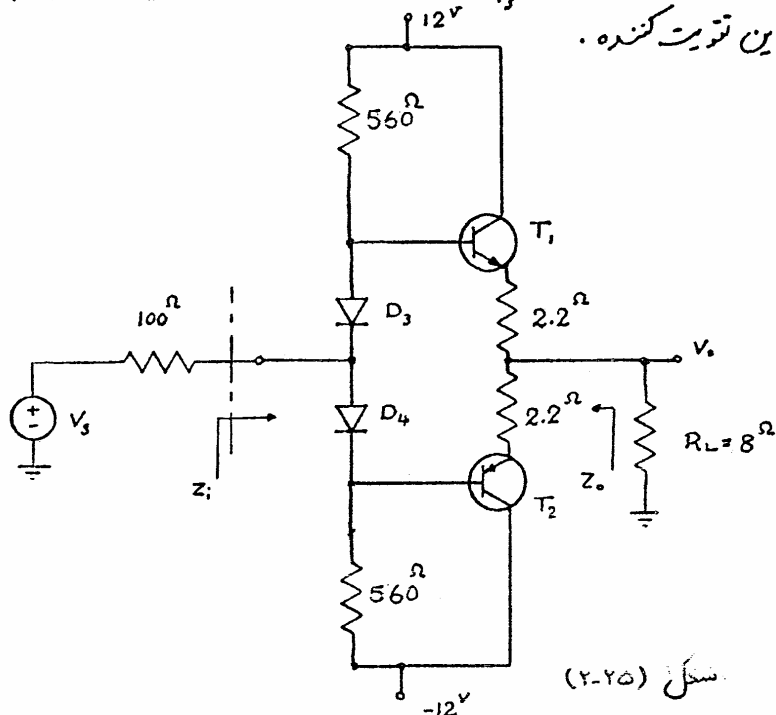 12V
ین تقویت کننده .
560Ω
T1
D3
2.2Ω
100Ω
Vo
+
-
Vs
D4
2.2Ω
RL=8Ω
Zi
Zo
T2
560Ω
-12V
شکل (۲-۲۵)